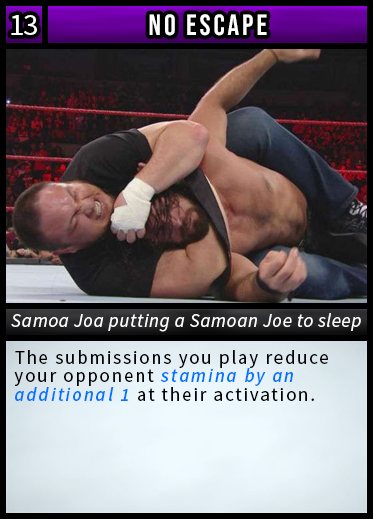 13
NO ESCAPE
Samoa Joa putting a Samoan Joe to sleep
The submissions you play reduce
your opponent stamina by an
additional 1 at their activation.